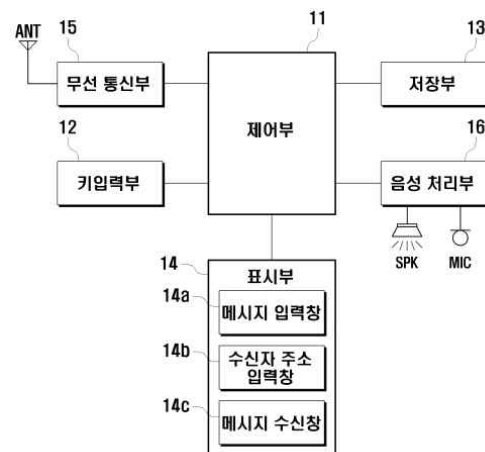 ANT
15
무선 통신부
11
제어부
13
저장부
12
키입력부
16
음성 처리부
SPK
MIC
14
표시부
14a
메시지 입력창
14b
수신자 주소
입력창
14c
메시지 수신창